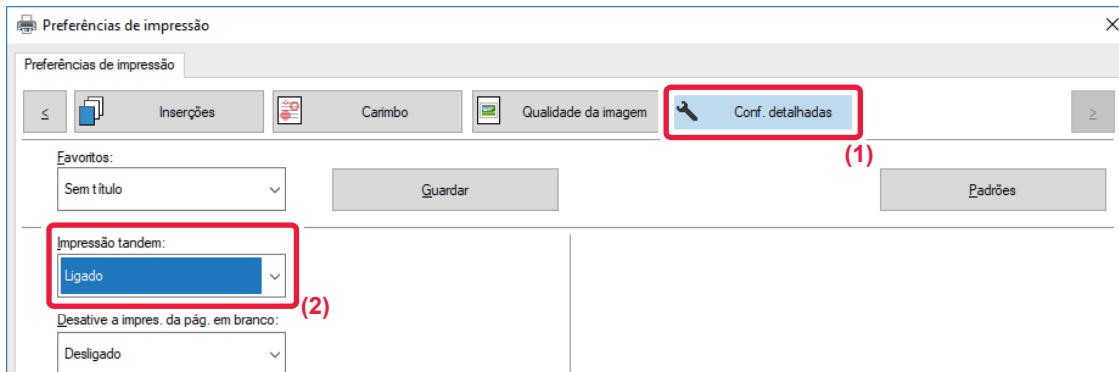 Preferências de impressão
Preferências de impressão
< Inserções Carimbo Qualidade da imagem Conf. detalhadas >
(1)
Favoritos:
Sem título Guardar Padrões
Impressão tandem:
Ligado
(2)
Desative a impres. da pág. em branco:
Desligado